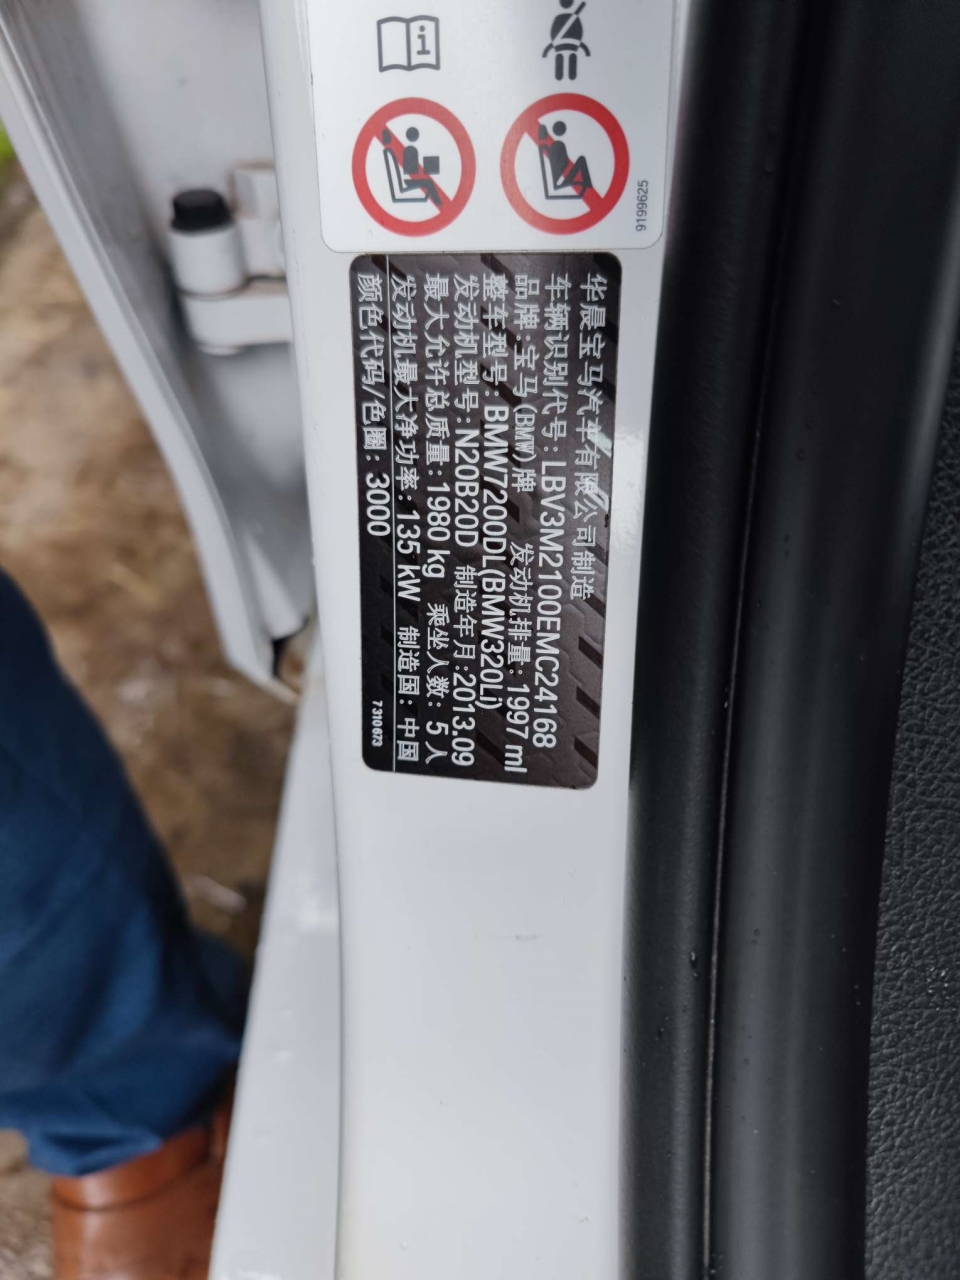 9199625
华晨宝马汽车有限公司制造
车辆识别代号：LBV3M2100EMC24168
品牌：宝马(BMW)牌 发动机排量：1997 ml
整车型号：BMW7200DL(BMW320Li)
发动机型号：N20B20D 制造年月：2013.09
最大允许总质量：1980 kg 乘坐人数：5 人
发动机最大净功率：135 kW 制造国：中国
颜色代码/色圈：3000
7310673